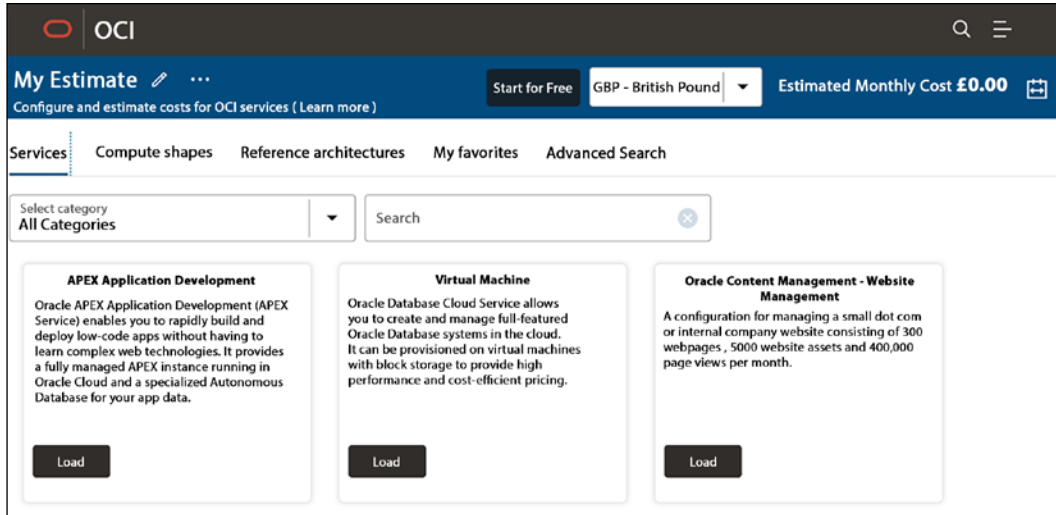 OCI
My Estimate ...
Configure and estimate costs for OCI services ( Learn more )
Start for Free
GBP - British Pound
Estimated Monthly Cost £0.00
Services
Compute shapes
Reference architectures
My favorites
Advanced Search
Select category
All Categories
Search
APEX Application Development
Oracle APEX Application Development (APEX
Service) enables you to rapidly build and
deploy low-code apps without having to
learn complex web technologies. It provides
a fully managed APEX instance running in
Oracle Cloud and a specialized Autonomous
Database for your app data.
Load
Virtual Machine
Oracle Database Cloud Service allows
you to create and manage full-featured
Oracle Database systems in the cloud.
It can be provisioned on virtual machines
with block storage to provide high
performance and cost-efficient pricing.
Load
Oracle Content Management - Website
Management
A configuration for managing a small dot com
or internal company website consisting of 300
webpages , 5000 website assets and 400,000
page views per month.
Load